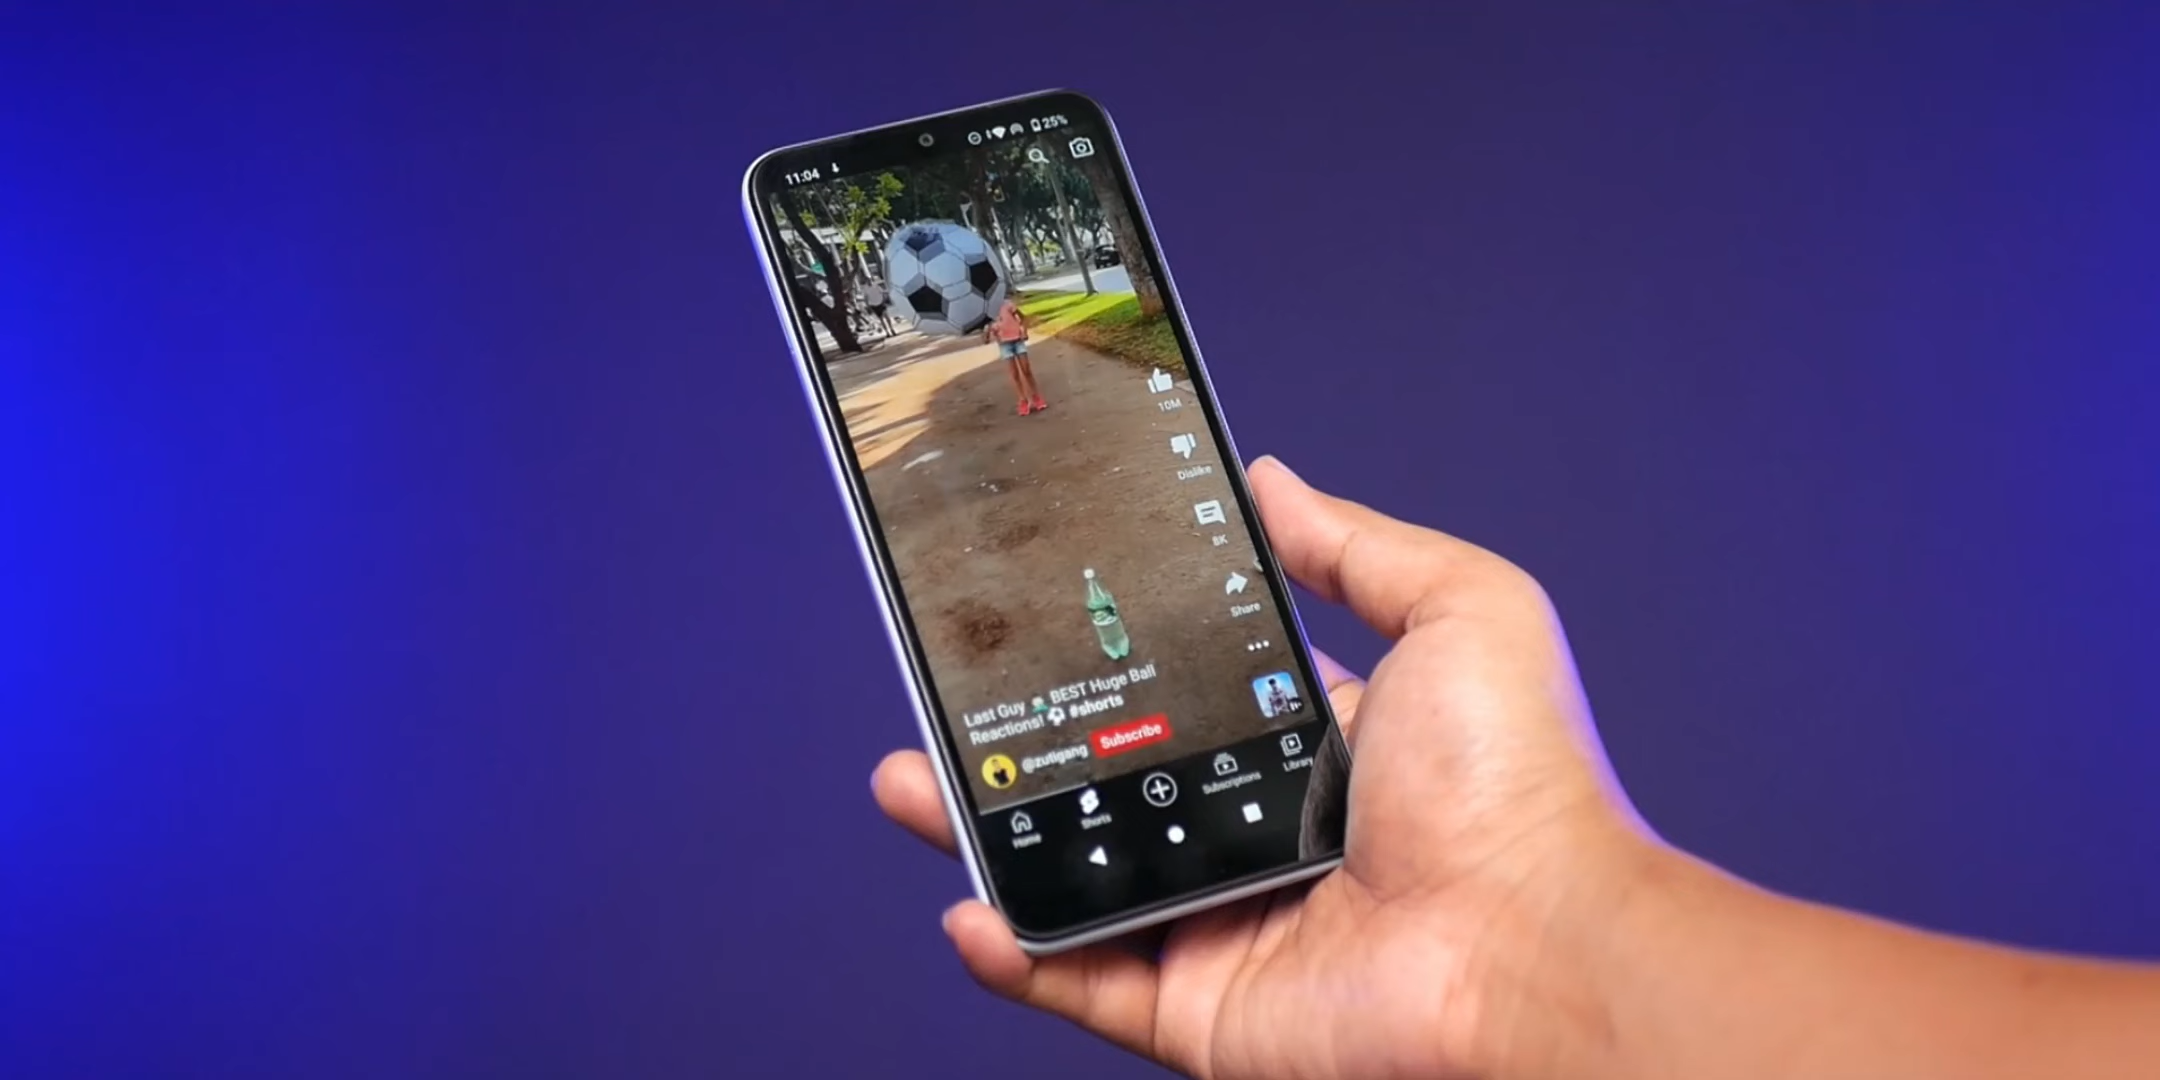 11:04
25%
10M
Dislike
8K
Share
Last Guy BEST Huge Ball
Reactions! #shorts
@zutigang Subscribe
Home
Shorts
Subscriptions
Library